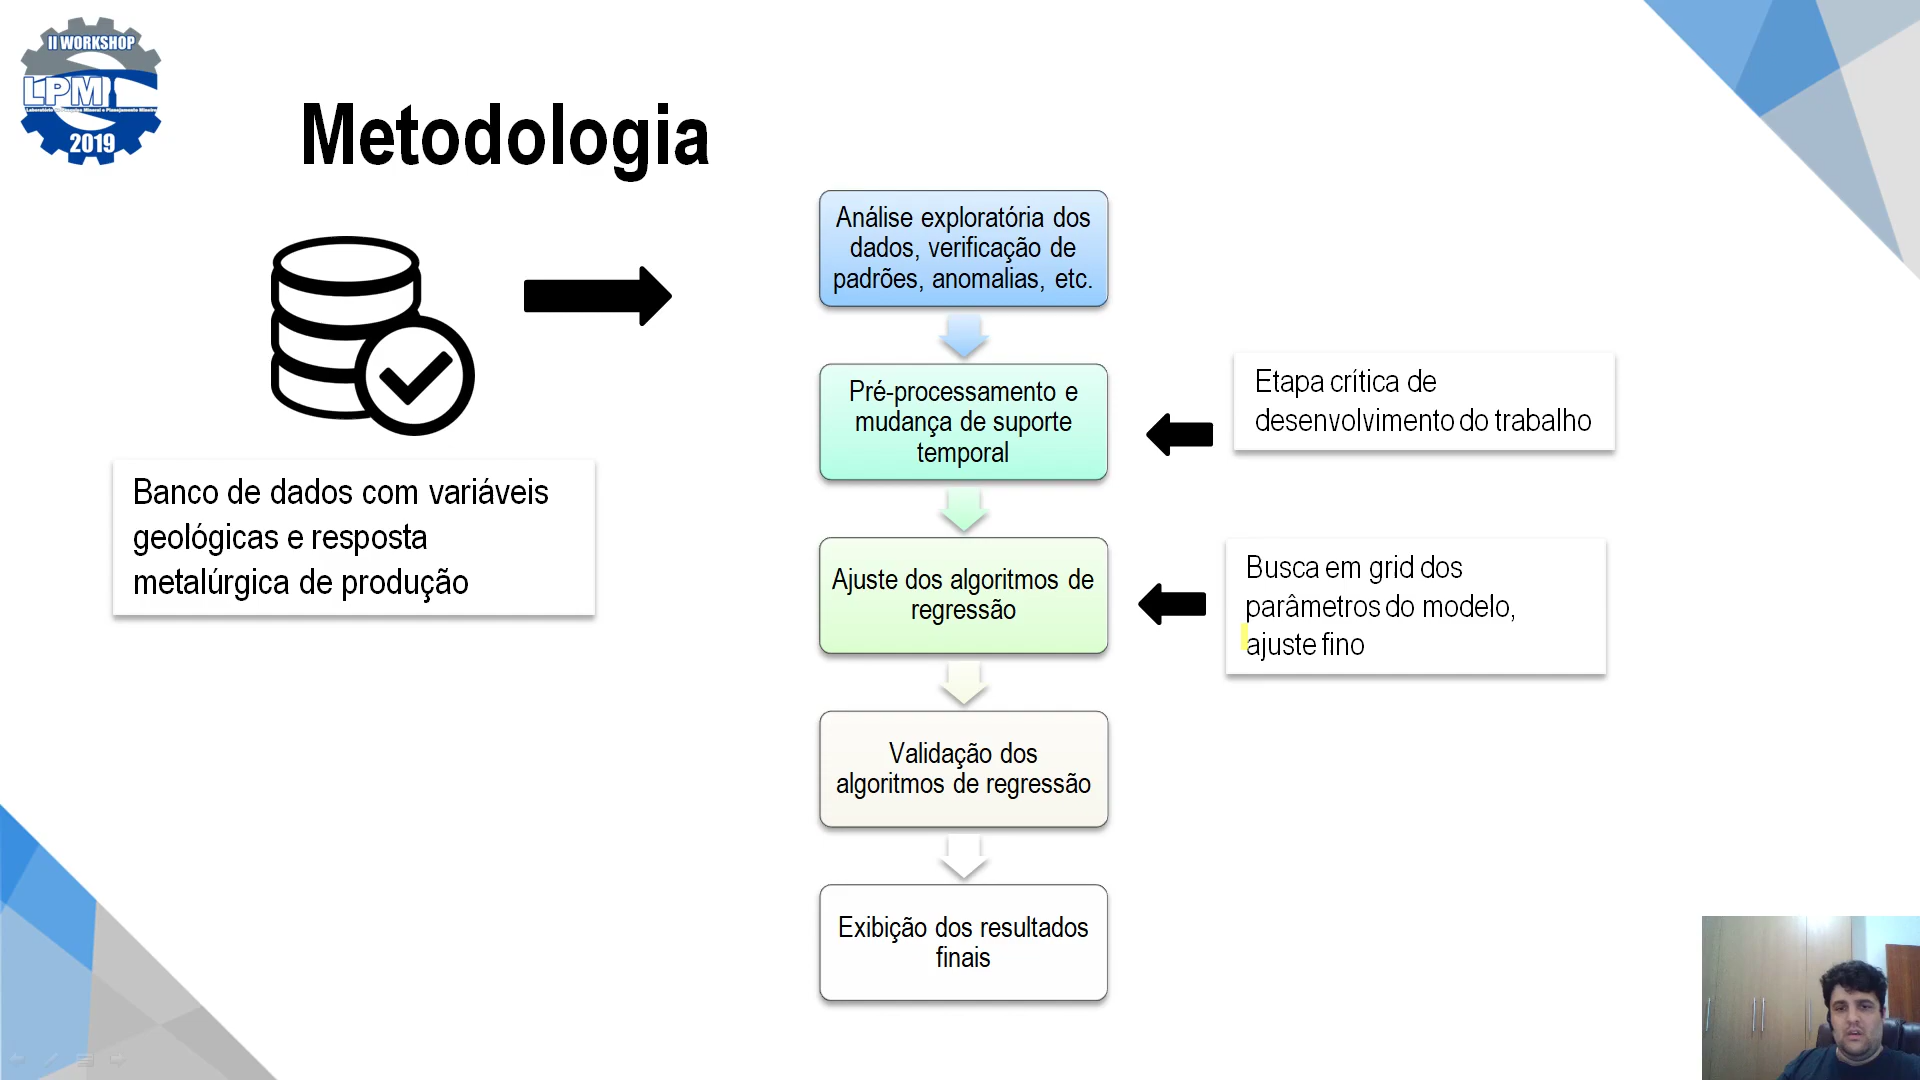 II WORKSHOP
LPM
2019
Metodologia
Banco de dados com variáveis
geológicas e resposta
metalúrgica de produção
Análise exploratória dos
dados, verificação de
padrões, anomalias, etc.
Pré-processamento e
mudança de suporte
temporal
Etapa crítica de
desenvolvimento do trabalho
Ajuste dos algoritmos de
regressão
Busca em grid dos
parâmetros do modelo,
ajuste fino
Validação dos
algoritmos de regressão
Exibição dos resultados
finais